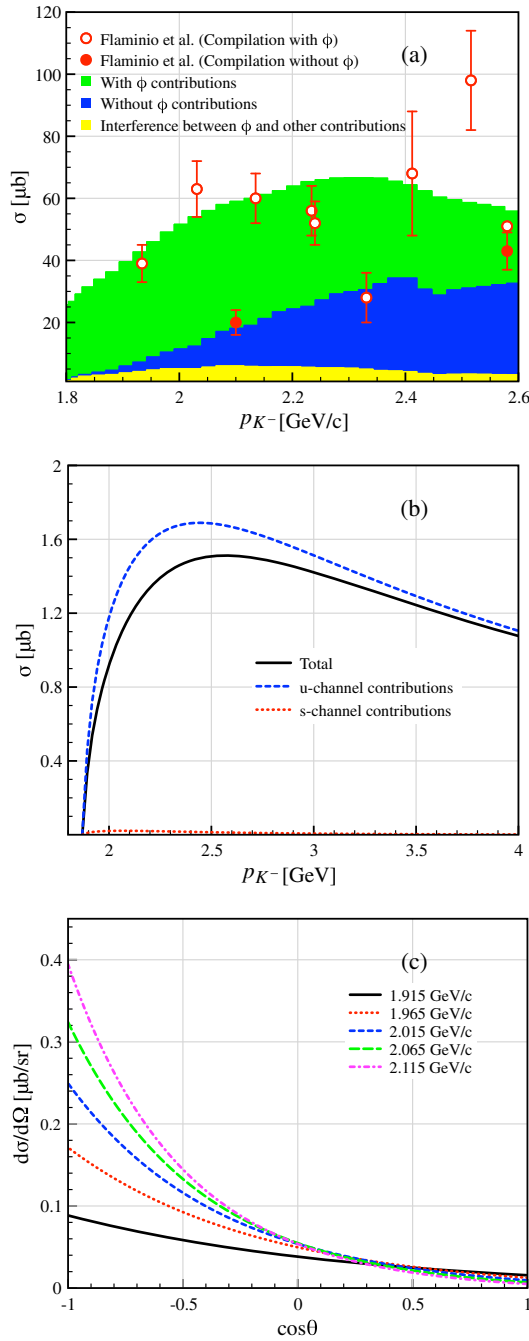 120
100
80
60
40
20
σ [μb]
(a)
Flaminio et al. (Compilation with ϕ)
Flaminio et al. (Compilation without ϕ)
With ϕ contributions
Without ϕ contributions
Interference between ϕ and other contributions
1.8 2 2.2 2.4 2.6
pK− [GeV/c]
2
1.6
1.2
0.8
0.4
σ [μb]
(b)
Total
u-channel contributions
s-channel contributions
2 2.5 3 3.5 4
pK− [GeV]
0.4
0.3
0.2
0.1
0
dσ/dΩ [μb/sr]
(c)
1.915 GeV/c
1.965 GeV/c
2.015 GeV/c
2.065 GeV/c
2.115 GeV/c
-1 -0.5 0 0.5 1
cosθ